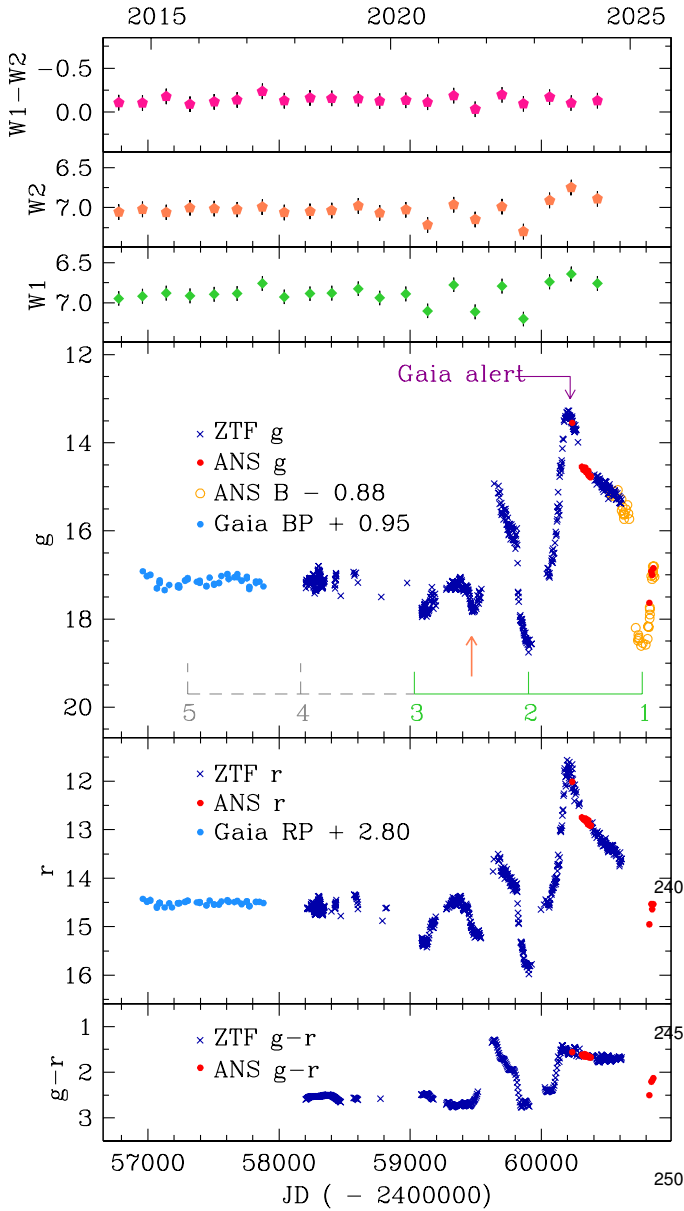 2015 2020 2025
W1−W2
−0.5
0.0
W2
6.5
7.0
W1
6.5
7.0
g
12
Gaia alert
14
16
18
20
× ZTF g
● ANS g
○ ANS B − 0.88
● Gaia BP + 0.95
5 4 3 2 1
r
12
13
14
15
16
× ZTF r
● ANS r
● Gaia RP + 2.80
240
g−r
1
2
3
× ZTF g−r
● ANS g−r
245
57000 58000 59000 60000
JD ( − 2400000)
250